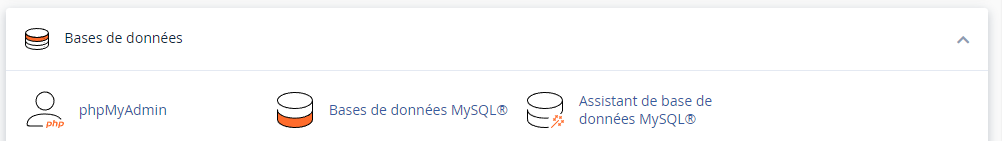 Bases de données
phpMyAdmin
php
Bases de données MySQL®
Assistant de base de
données MySQL®